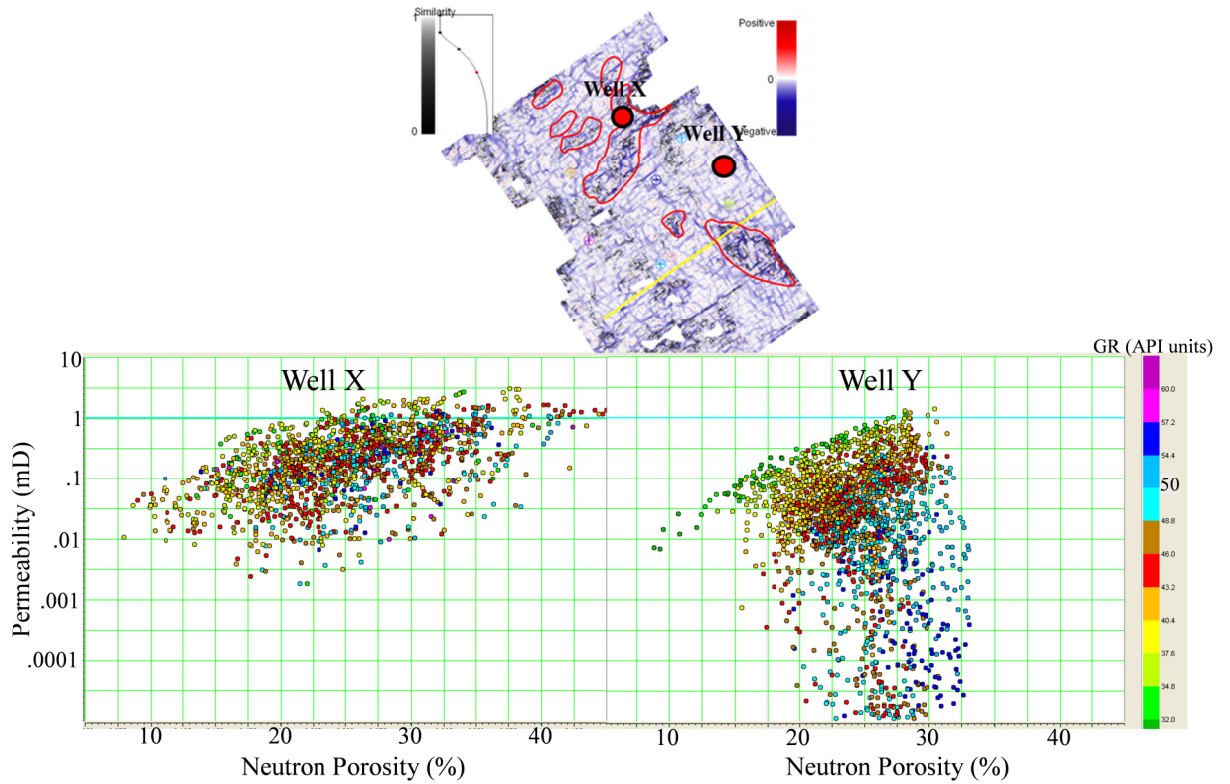 Similarity
1
0
Positive
0
Negative
Well X
Well Y
GR (API units)
Well X
Well Y
10
1
.1
.01
.001
.0001
Permeability (mD)
10 20 30 40
10 20 30 40
Neutron Porosity (%)
Neutron Porosity (%)
60.0
57.2
54.4
50
48.8
46.0
43.2
40.4
37.6
34.8
32.0